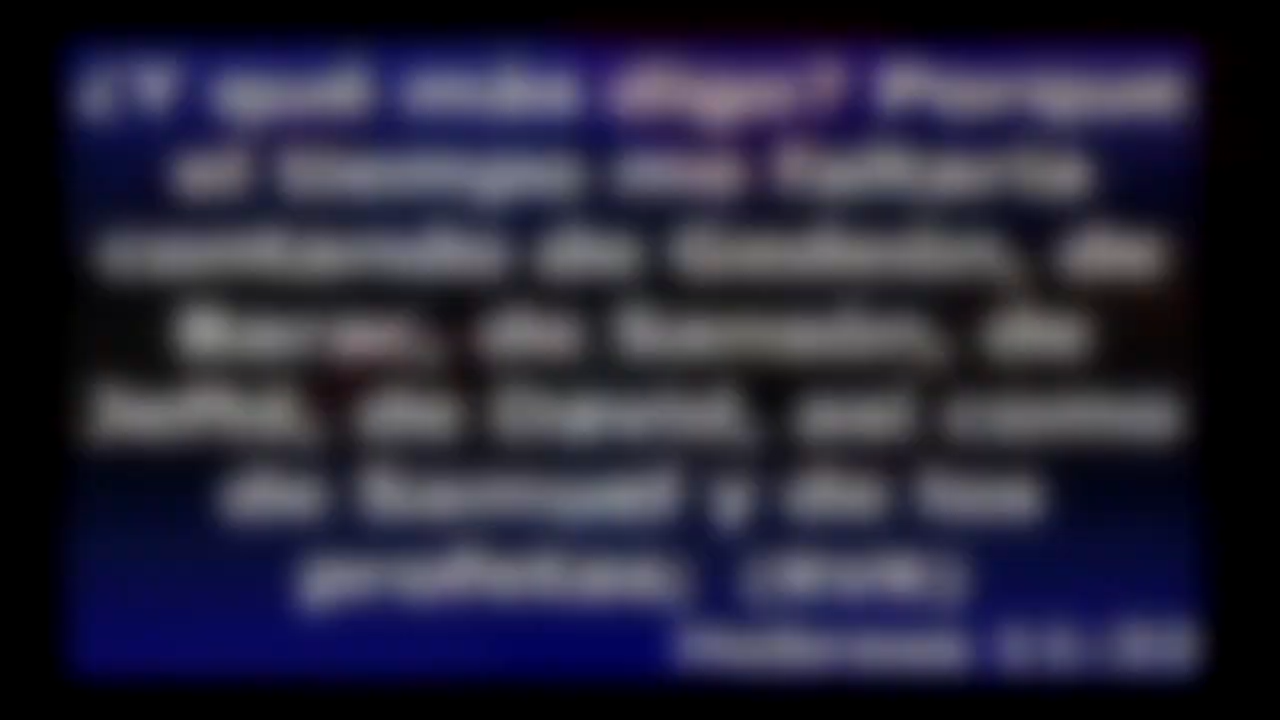 ¿Y qué más digo? Porque
el tiempo me faltaría
contando de Gedeón, de
Barac, de Samsón, de
Jefté, de David, así como
de Samuel y de los
profetas;
Hebreos 11:32